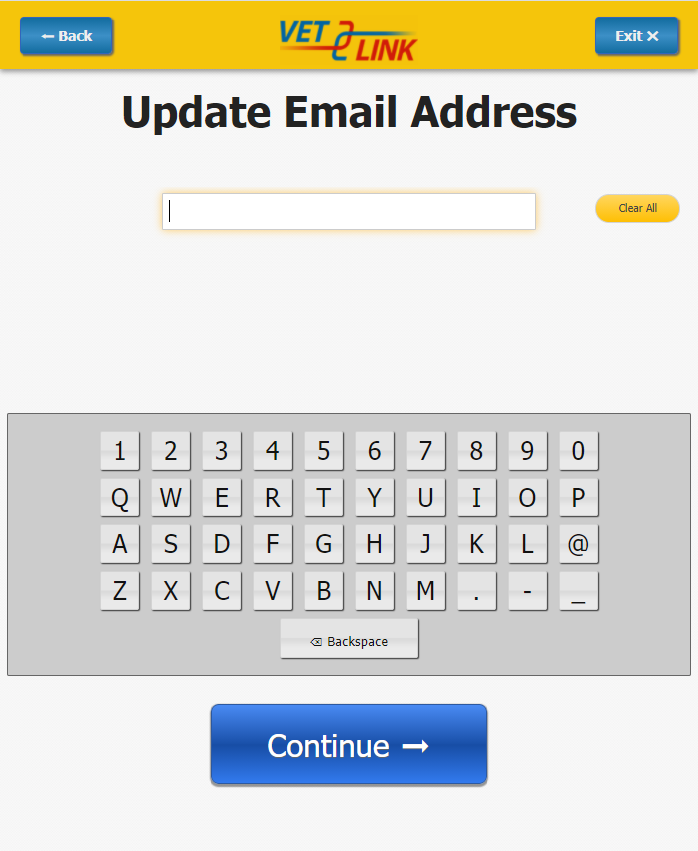 ← Back
VET LINK
Exit ✕
Update Email Address
Clear All
1 2 3 4 5 6 7 8 9 0
Q W E R T Y U I O P
A S D F G H J K L @
Z X C V B N M . - _
⌫ Backspace
Continue →